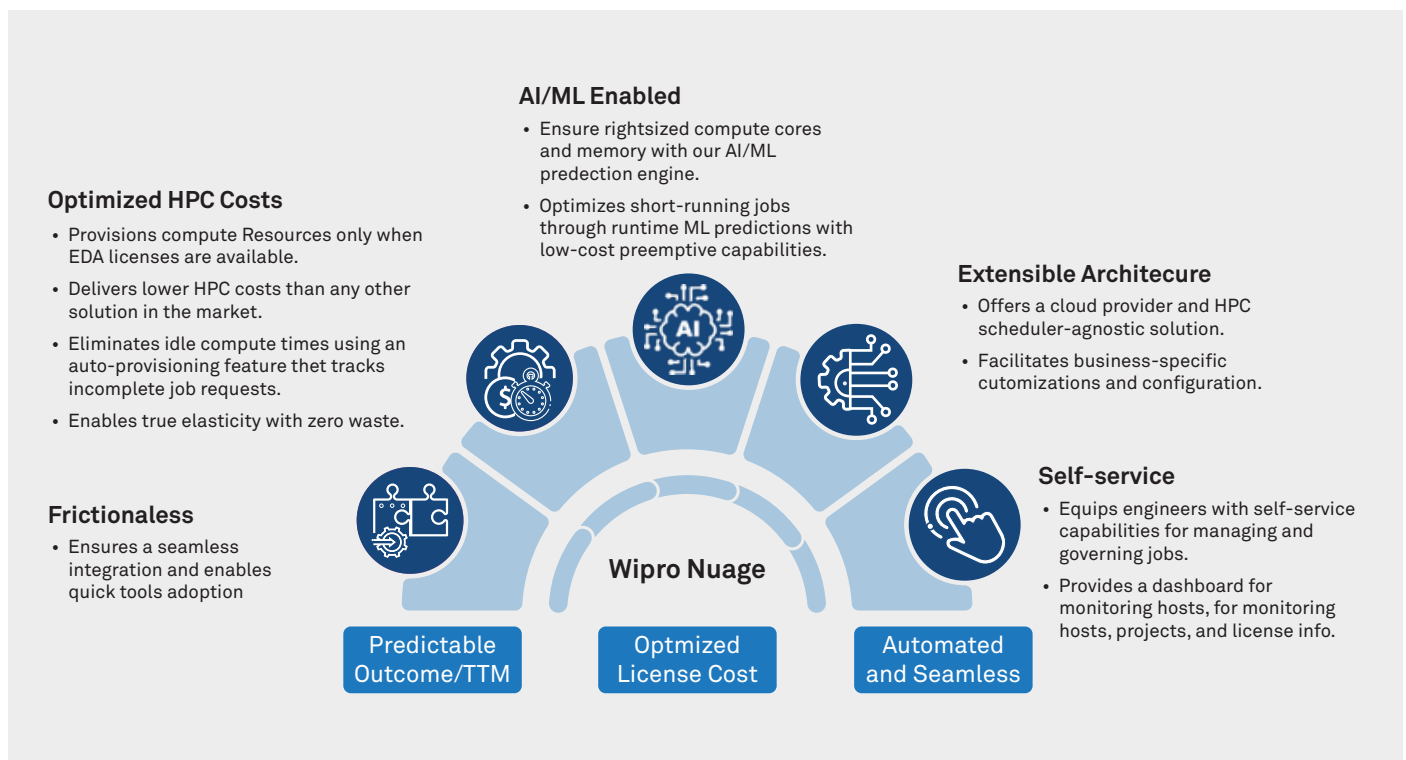 AI/ML Enabled
• Ensure rightsized compute cores
and memory with our AI/ML
predection engine.
• Optimizes short-running jobs
through runtime ML predictions with
low-cost preemptive capabilities.
Optimized HPC Costs
• Provisions compute Resources only when
EDA licenses are available.
• Delivers lower HPC costs than any other
solution in the market.
• Eliminates idle compute times using an
auto-provisioning feature thet tracks
incomplete job requests.
• Enables true elasticity with zero waste.
Extensible Architecure
• Offers a cloud provider and HPC
scheduler-agnostic solution.
• Facilitates business-specific
cutomizations and configuration.
AI
$
Frictionaless
• Ensures a seamless
integration and enables
quick tools adoption
Self-service
• Equips engineers with self-service
capabilities for managing and
governing jobs.
• Provides a dashboard for
monitoring hosts, for monitoring
hosts, projects, and license info.
Wipro Nuage
Predictable
Outcome/TTM
Optmized
License Cost
Automated
and Seamless